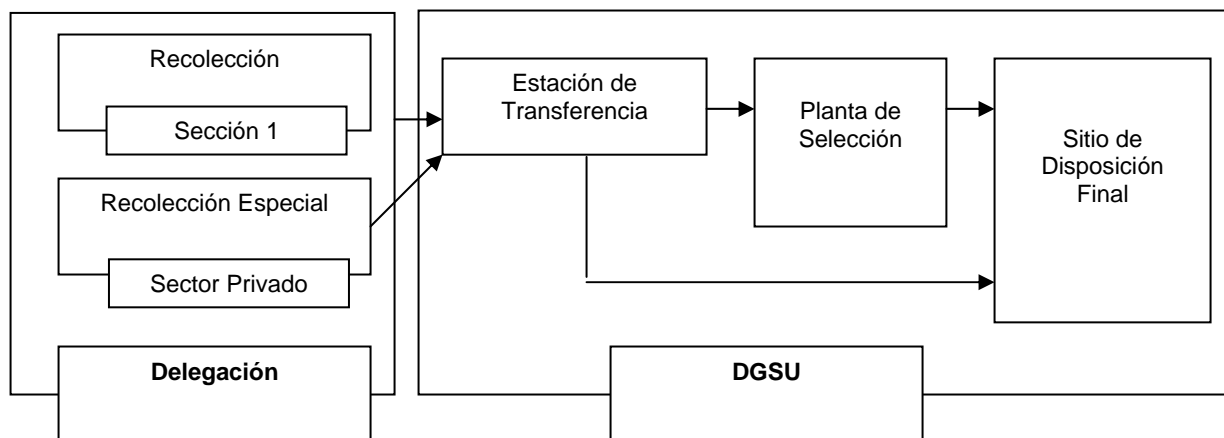 Recolección
Sección 1
Recolección Especial
Sector Privado
Delegación
Estación de
Transferencia
Planta de
Selección
Sitio de
Disposición
Final
DGSU